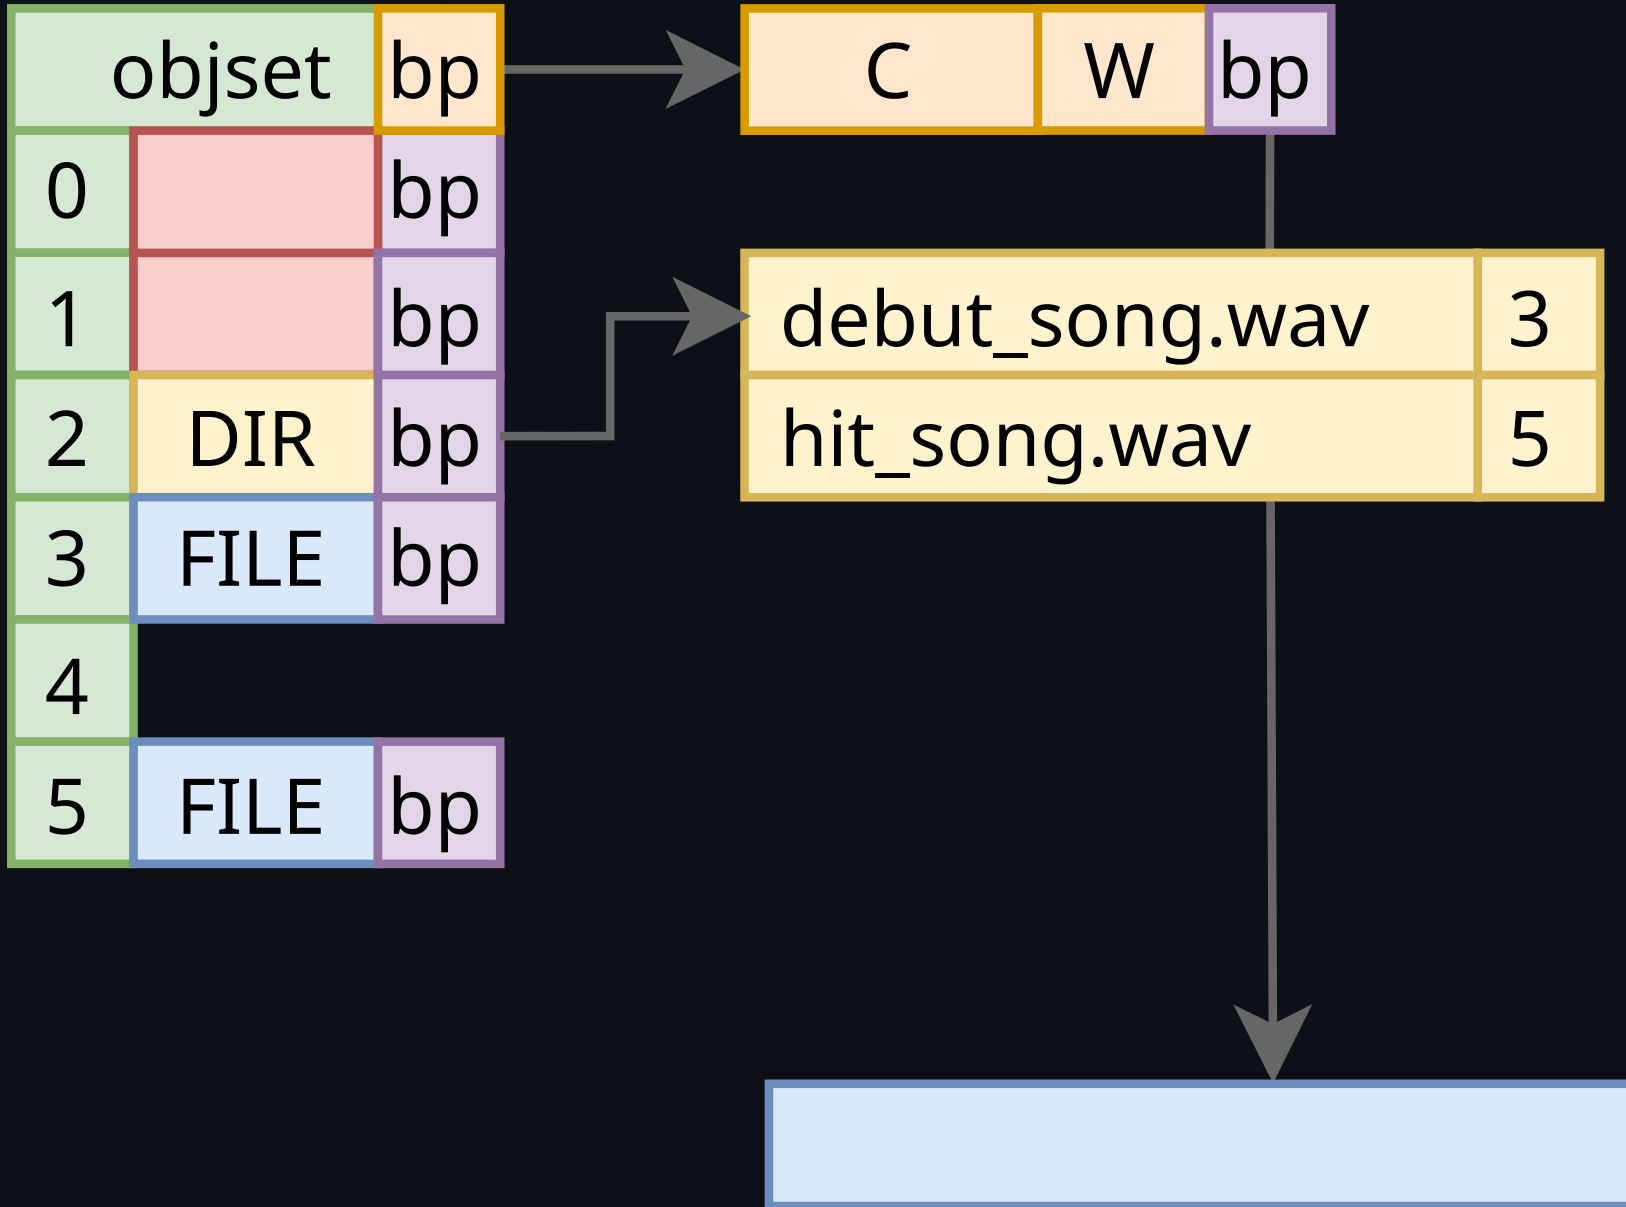 objset bp C W bp
0 bp
1 bp debut_song.wav 3
2 DIR bp hit_song.wav 5
3 FILE bp
4
5 FILE bp